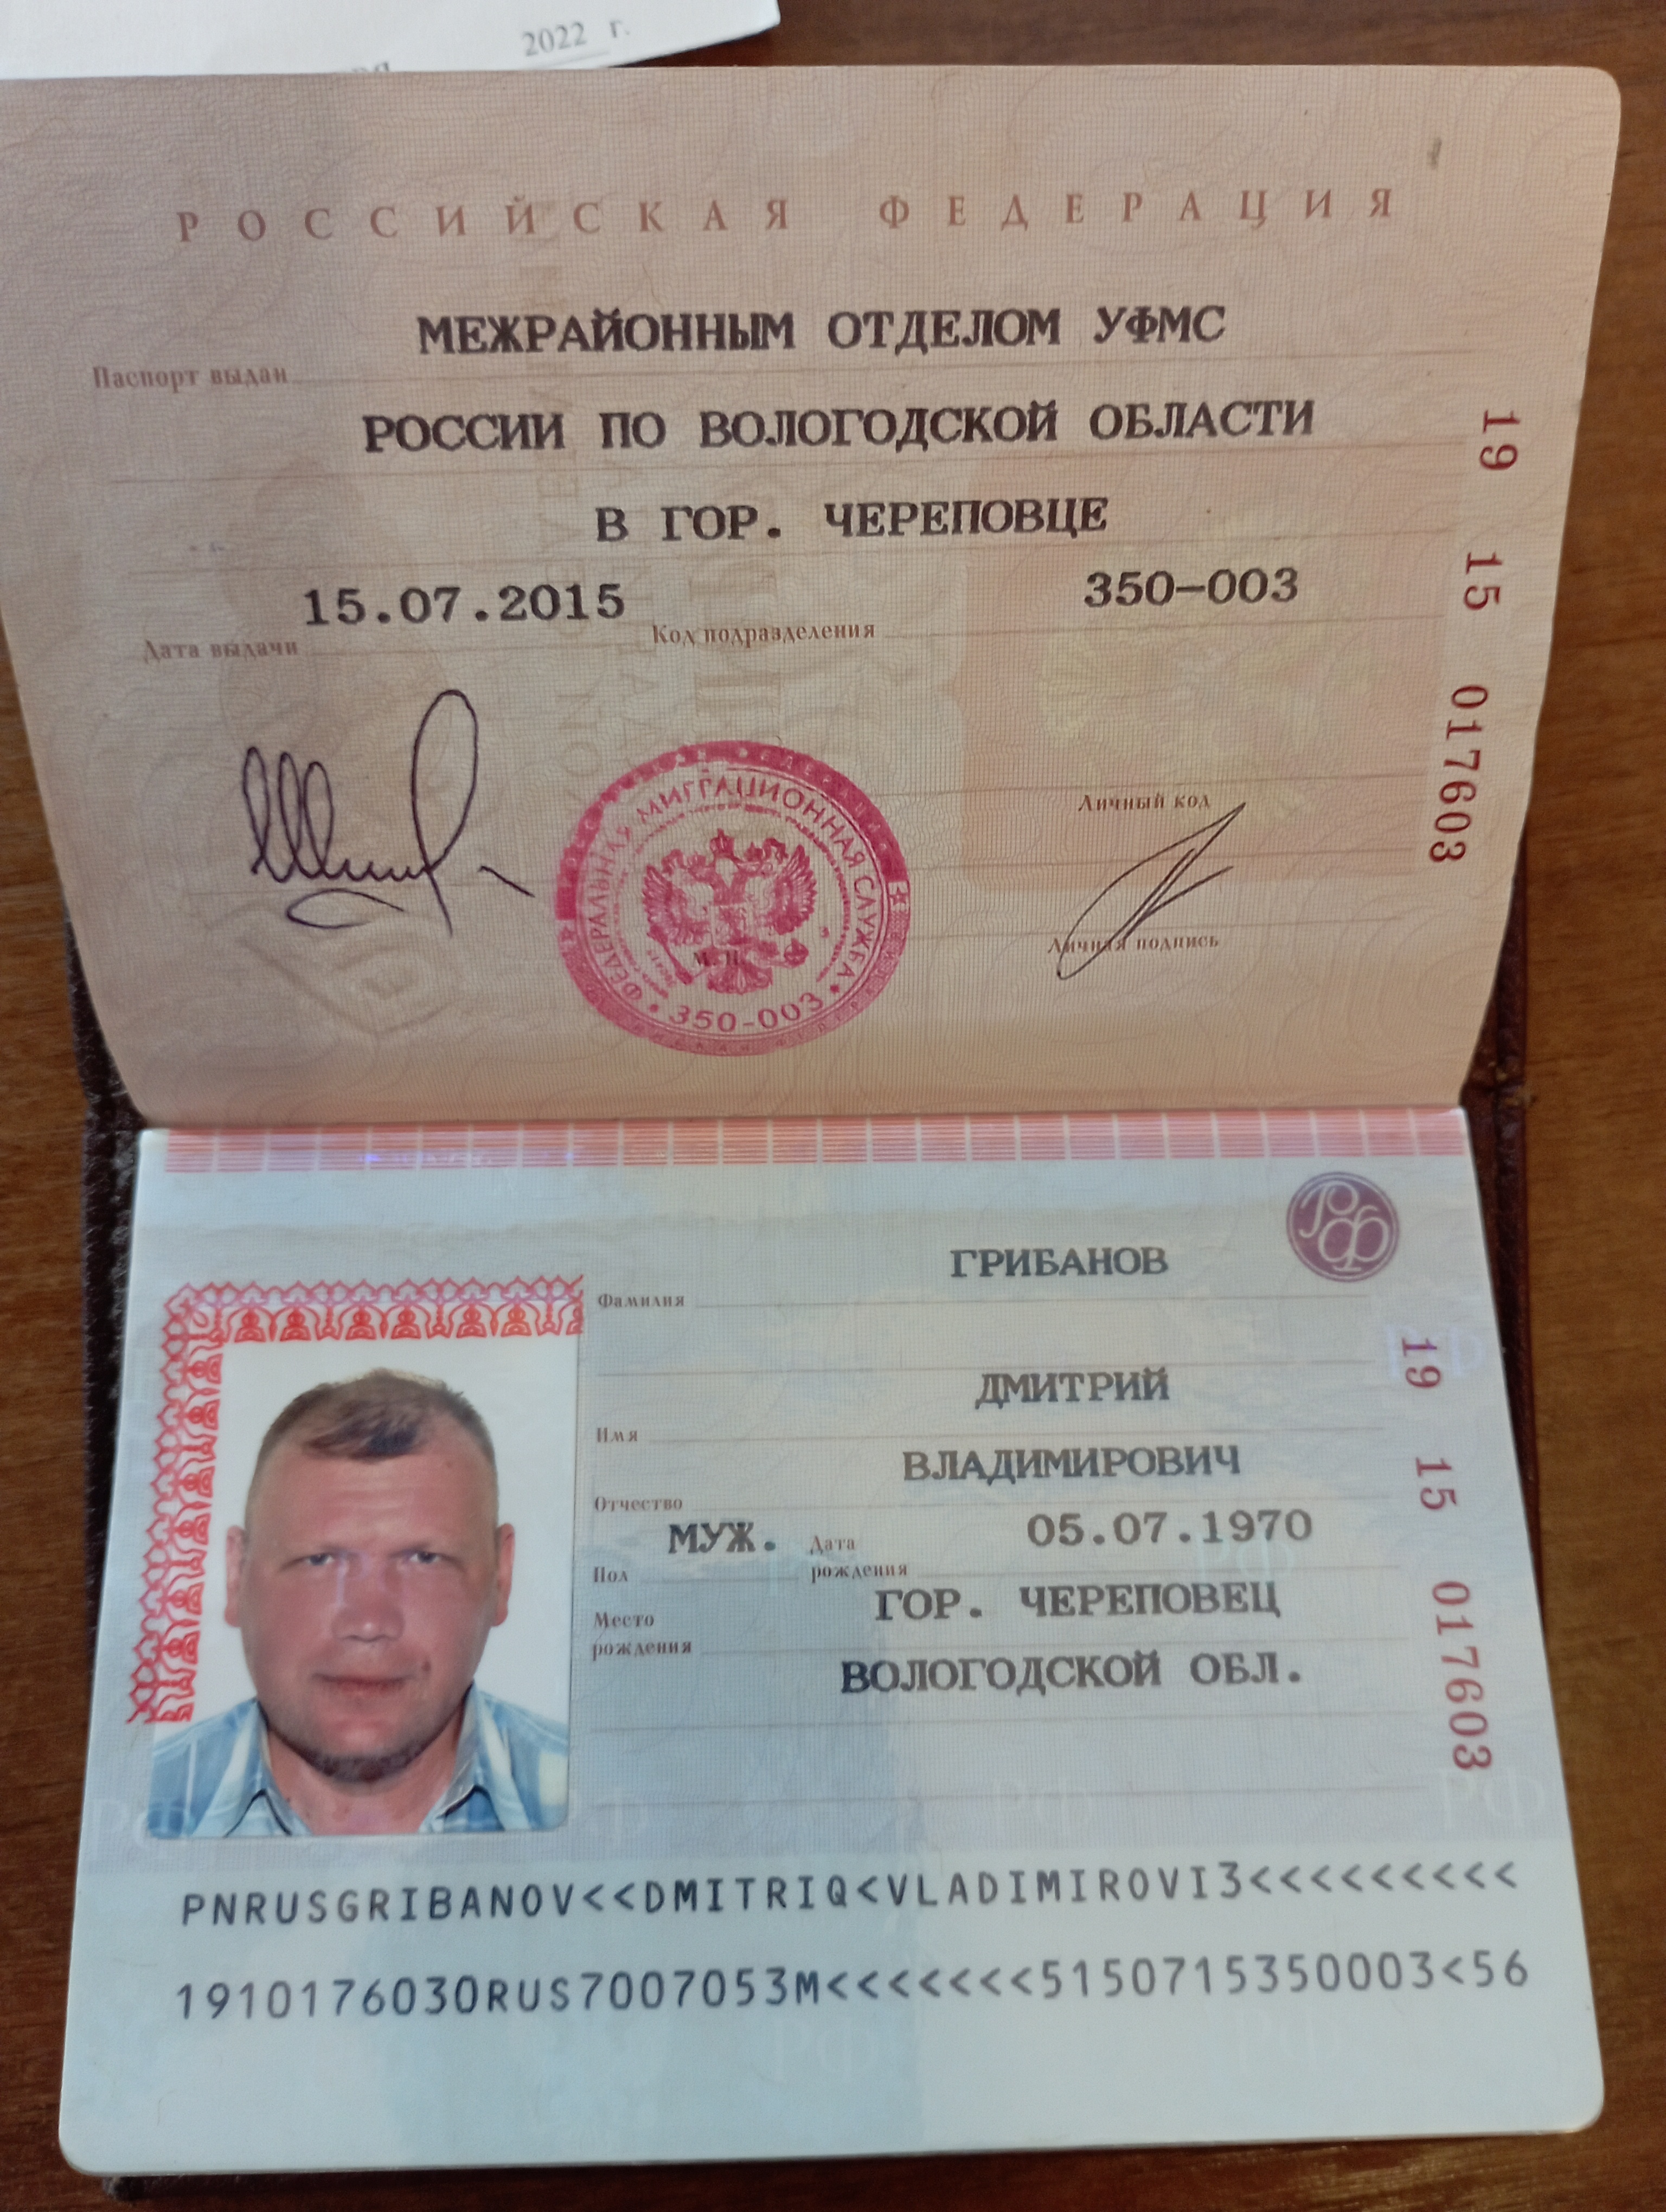 2022 г.
РОССИЙСКАЯ ФЕДЕРАЦИЯ
МЕЖРАЙОННЫМ ОТДЕЛОМ УФМС
Паспорт выдан
РОССИИ ПО ВОЛОГОДСКОЙ ОБЛАСТИ
В ГОР. ЧЕРЕПОВЦЕ
15.07.2015 350-003
Дата выдачи Код подразделения
19 15 017603
ФЕДЕРАЛЬНАЯ МИГРАЦИОННАЯ СЛУЖБА
350-003
М.П.
Личный код
Личная подпись
РФ
ГРИБАНОВ
Фамилия
ДМИТРИЙ
Имя
ВЛАДИМИРОВИЧ
Отчество
МУЖ. Дата рождения 05.07.1970
Пол
Место рождения ГОР. ЧЕРЕПОВЕЦ
ВОЛОГОДСКОЙ ОБЛ.
19 15 017603
PNRUSGRIBANOV<<DMITRIQ<VLADIMIROVI3<<<<<<<<<
1910176030RUS7007053M<<<<<<<5150715350003<56